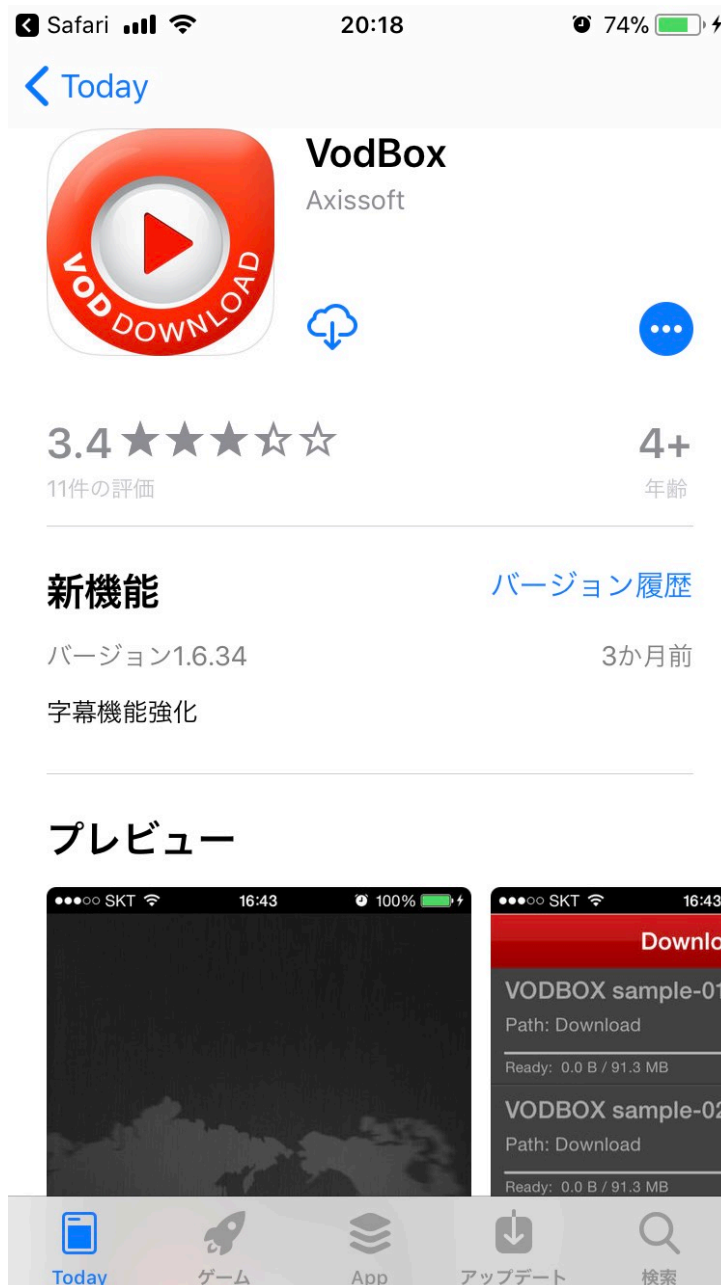 Safari 20:18 74%
Today
VodBox
Axissoft
VOD DOWNLOAD
3.4 4+
11件の評価 年齢
新機能 バージョン履歴
バージョン1.6.34 3か月前
字幕機能強化
プレビュー
SKT 16:43 100%
SKT 16:43
Downlo
VODBOX sample-01
Path: Download
Ready: 0.0 B / 91.3 MB
VODBOX sample-02
Path: Download
Ready: 0.0 B / 91.3 MB
Today ゲーム App アップデート 検索